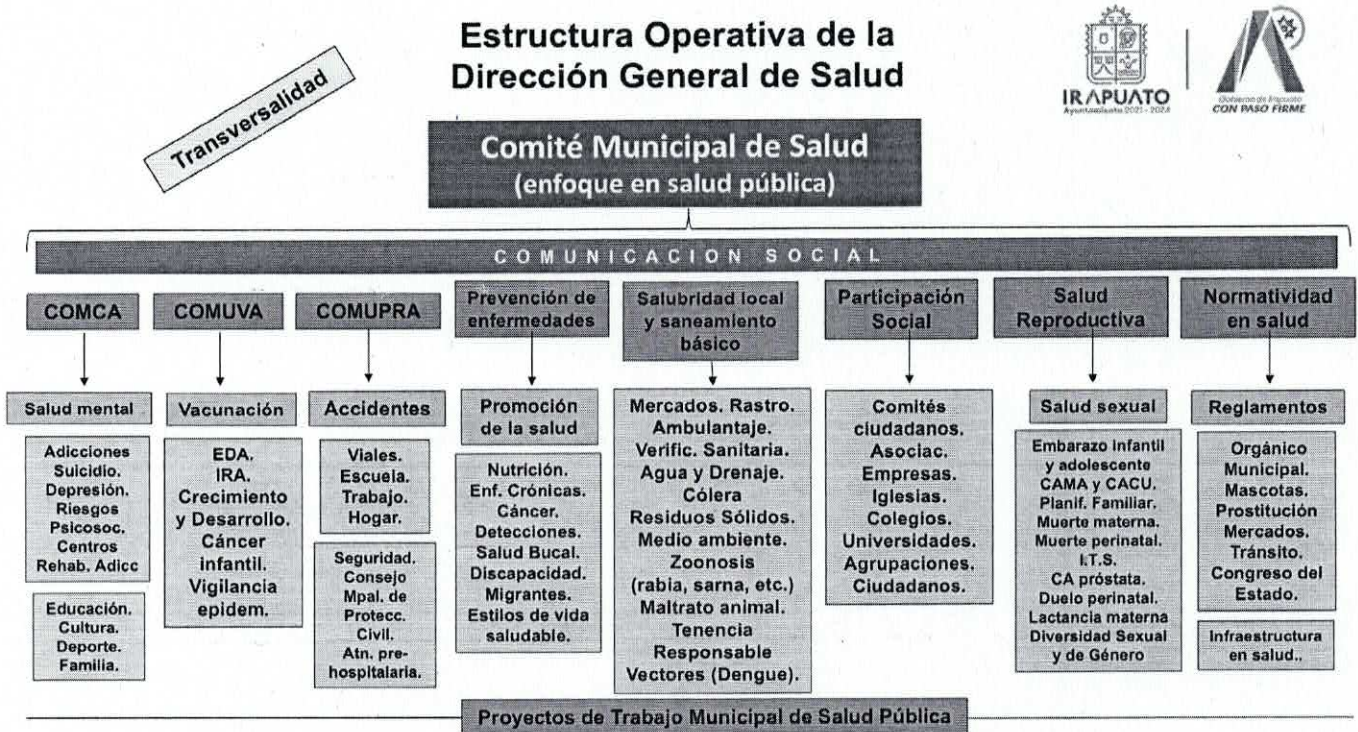 Estructura Operativa de la
Dirección General de Salud
Transversalidad
IRAPUATO
Ayuntamiento 2021 - 2024
Gobierno de Irapuato
CON PASO FIRME
Comité Municipal de Salud
(enfoque en salud pública)
COMUNICACION SOCIAL
COMCA
Salud mental
Adicciones
Suicidio.
Depresión.
Riesgos
Psicosoc.
Centros
Rehab. Adicc
Educación.
Cultura.
Deporte.
Familia.
COMUVA
Vacunación
EDA.
IRA.
Crecimiento
y Desarrollo.
Cáncer
infantil.
Vigilancia
epidem.
COMUPRA
Accidentes
Viales.
Escuela.
Trabajo.
Hogar.
Seguridad.
Consejo
Mpal. de
Protecc.
Civil.
Atn. pre-
hospitalaria.
Prevención de
enfermedades
Promoción
de la salud
Nutrición.
Enf. Crónicas.
Cáncer.
Detecciones.
Salud Bucal.
Discapacidad.
Migrantes.
Estilos de vida
saludable.
Salubridad local
y saneamiento
básico
Mercados. Rastro.
Ambulantaje.
Verific. Sanitaria.
Agua y Drenaje.
Cólera
Residuos Sólidos.
Medio ambiente.
Zoonosis
(rabia, sarna, etc.)
Maltrato animal.
Tenencia
Responsable
Vectores (Dengue).
Participación
Social
Comités
ciudadanos.
Asociac.
Empresas.
Iglesias.
Colegios.
Universidades.
Agrupaciones.
Ciudadanos.
Salud
Reproductiva
Salud sexual
Embarazo infantil
y adolescente
CAMA y CACU.
Planif. Familiar.
Muerte materna.
Muerte perinatal.
I.T.S.
CA próstata.
Duelo perinatal.
Lactancia materna
Diversidad Sexual
y de Género
Normatividad
en salud
Reglamentos
Orgánico
Municipal.
Mascotas.
Prostitución
Mercados.
Tránsito.
Congreso del
Estado.
Infraestructura
en salud..
Proyectos de Trabajo Municipal de Salud Pública